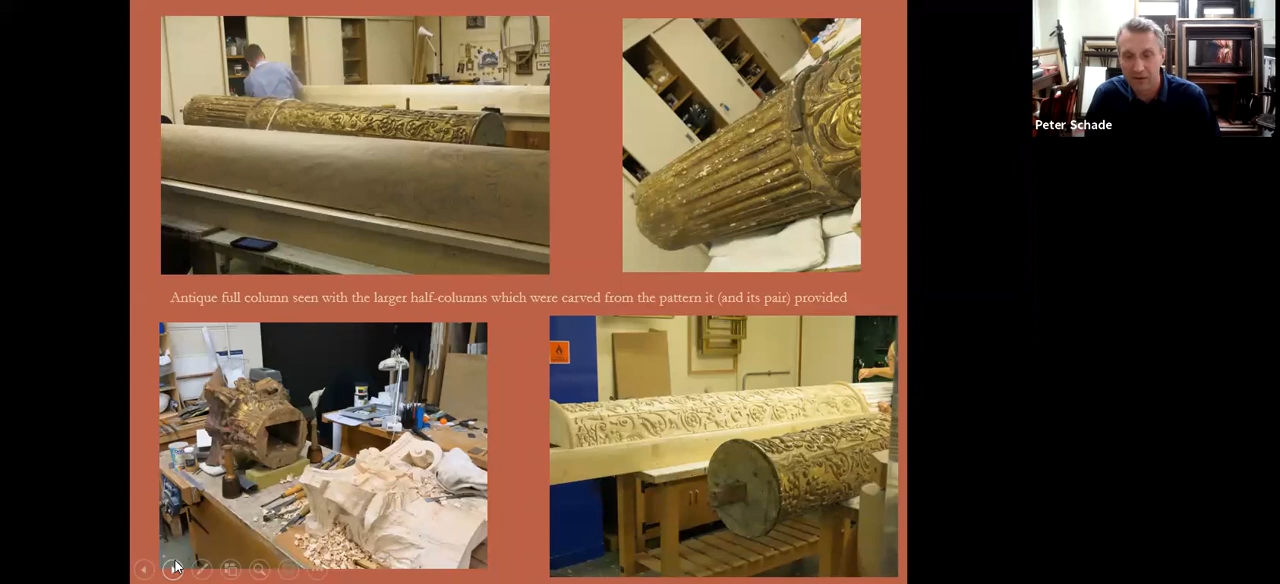 Peter Schade
Antique full column seen with the larger half-columns which were carved from the pattern it (and its pair) provided